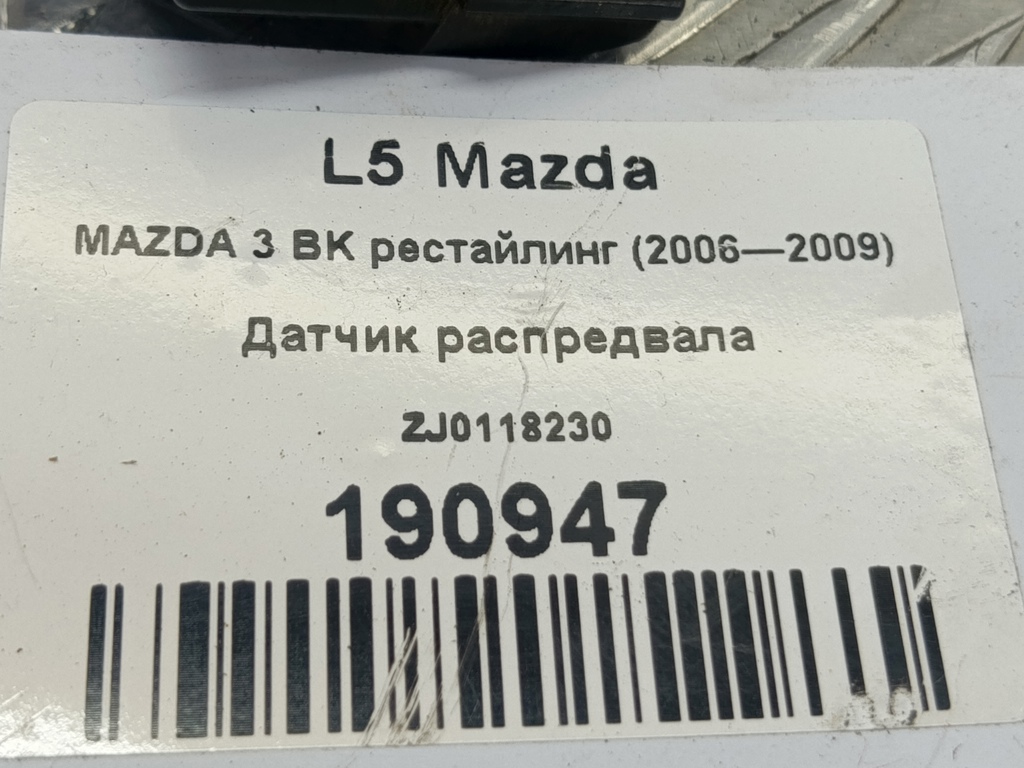 L5 Mazda
MAZDA 3 BK рестайлинг (2006—2009)
Датчик распредвала
ZJ0118230
190947